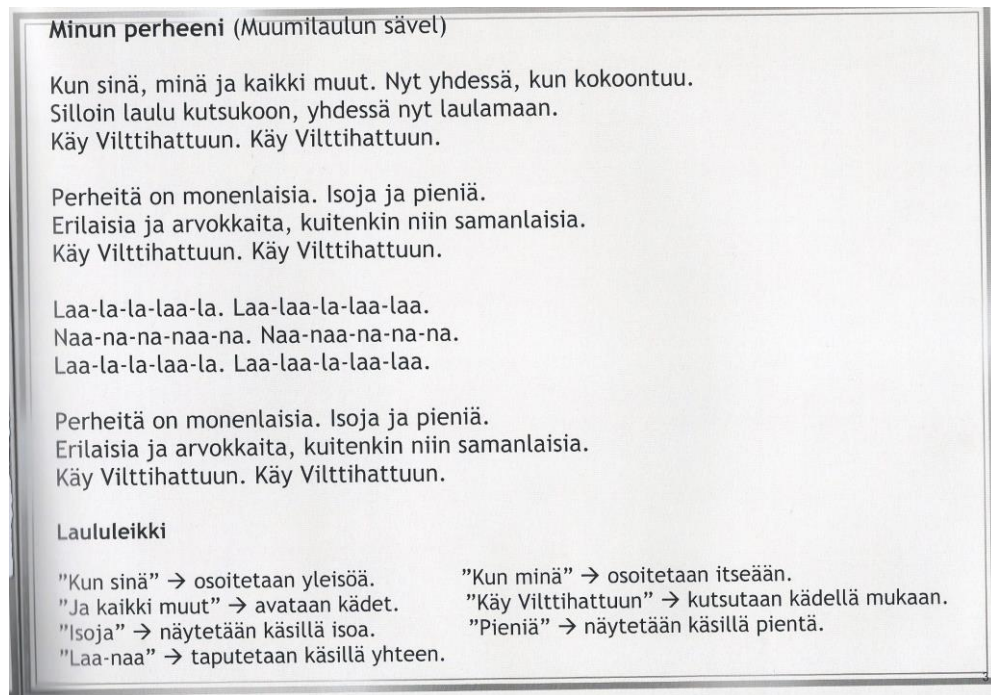 Minun perheeni (Muumilaulun sävel)
Kun sinä, minä ja kaikki muut. Nyt yhdessä, kun kokoontuu.
Silloin laulu kutsukoon, yhdessä nyt laulamaan.
Käy Vilttihattuun. Käy Vilttihattuun.
Perheitä on monenlaisia. Isoja ja pieniä.
Erilaisia ja arvokkaita, kuitenkin niin samanlaisia.
Käy Vilttihattuun. Käy Vilttihattuun.
Laa-la-la-laa-la. Laa-laa-la-laa-laa.
Naa-na-na-naa-na. Naa-naa-na-na-na.
Laa-la-la-laa-la. Laa-laa-la-laa-laa.
Perheitä on monenlaisia. Isoja ja pieniä.
Erilaisia ja arvokkaita, kuitenkin niin samanlaisia.
Käy Vilttihattuun. Käy Vilttihattuun.
Laululeikki
”Kun sinä” → osoitetaan yleisöä. ”Kun minä” → osoitetaan itseään.
”Ja kaikki muut” → avataan kädet. ”Käy Vilttihattuun” → kutsutaan kädellä mukaan.
”Isoja” → näytetään käsillä isoa. ”Pieniä” → näytetään käsillä pientä.
”Laa-naa” → taputetaan käsillä yhteen.
3